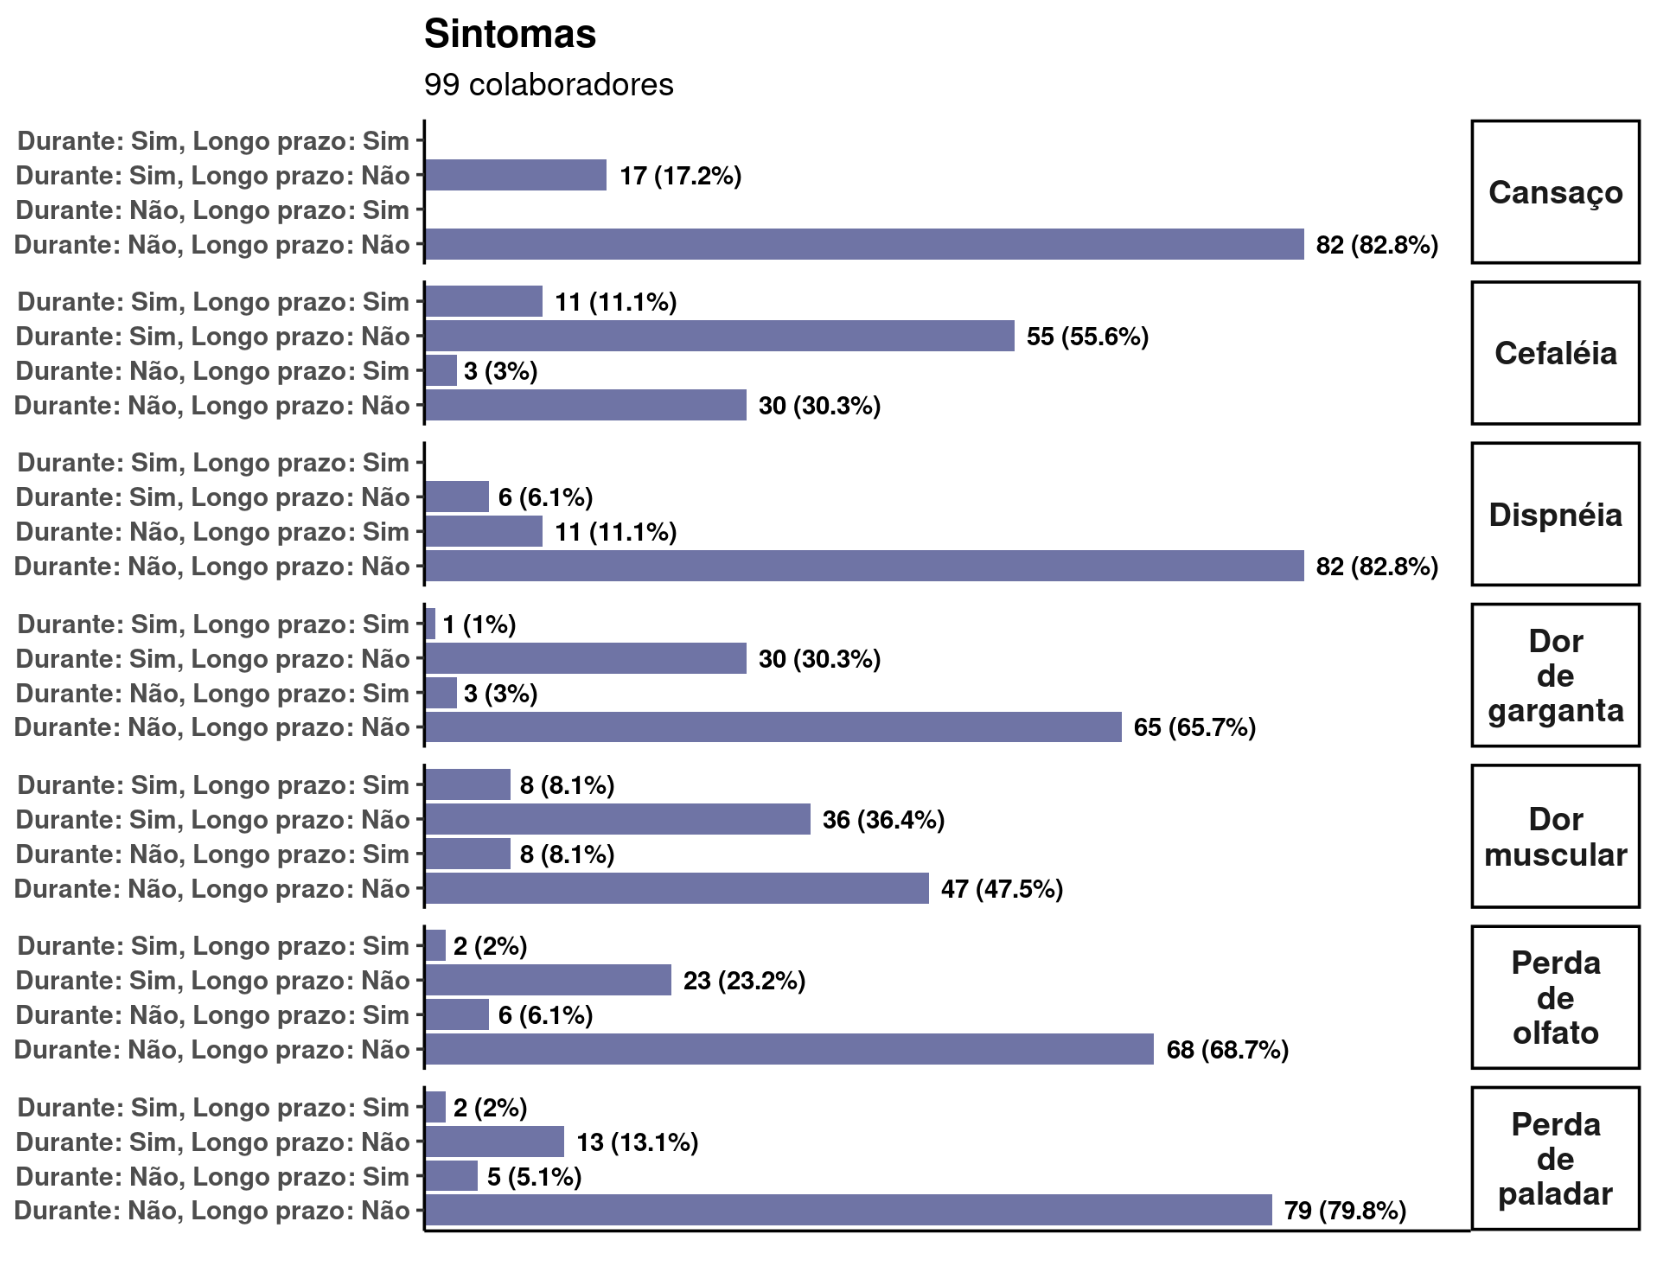 Sintomas
99 colaboradores
Durante: Sim, Longo prazo: Sim
Durante: Sim, Longo prazo: Não 17 (17.2%)
Durante: Não, Longo prazo: Sim
Durante: Não, Longo prazo: Não 82 (82.8%)
Cansaço
Durante: Sim, Longo prazo: Sim 11 (11.1%)
Durante: Sim, Longo prazo: Não 55 (55.6%)
Durante: Não, Longo prazo: Sim 3 (3%)
Durante: Não, Longo prazo: Não 30 (30.3%)
Cefaléia
Durante: Sim, Longo prazo: Sim
Durante: Sim, Longo prazo: Não 6 (6.1%)
Durante: Não, Longo prazo: Sim 11 (11.1%)
Durante: Não, Longo prazo: Não 82 (82.8%)
Dispnéia
Durante: Sim, Longo prazo: Sim 1 (1%)
Durante: Sim, Longo prazo: Não 30 (30.3%)
Durante: Não, Longo prazo: Sim 3 (3%)
Durante: Não, Longo prazo: Não 65 (65.7%)
Dor
de
garganta
Durante: Sim, Longo prazo: Sim 8 (8.1%)
Durante: Sim, Longo prazo: Não 36 (36.4%)
Durante: Não, Longo prazo: Sim 8 (8.1%)
Durante: Não, Longo prazo: Não 47 (47.5%)
Dor
muscular
Durante: Sim, Longo prazo: Sim 2 (2%)
Durante: Sim, Longo prazo: Não 23 (23.2%)
Durante: Não, Longo prazo: Sim 6 (6.1%)
Durante: Não, Longo prazo: Não 68 (68.7%)
Perda
de
olfato
Durante: Sim, Longo prazo: Sim 2 (2%)
Durante: Sim, Longo prazo: Não 13 (13.1%)
Durante: Não, Longo prazo: Sim 5 (5.1%)
Durante: Não, Longo prazo: Não 79 (79.8%)
Perda
de
paladar